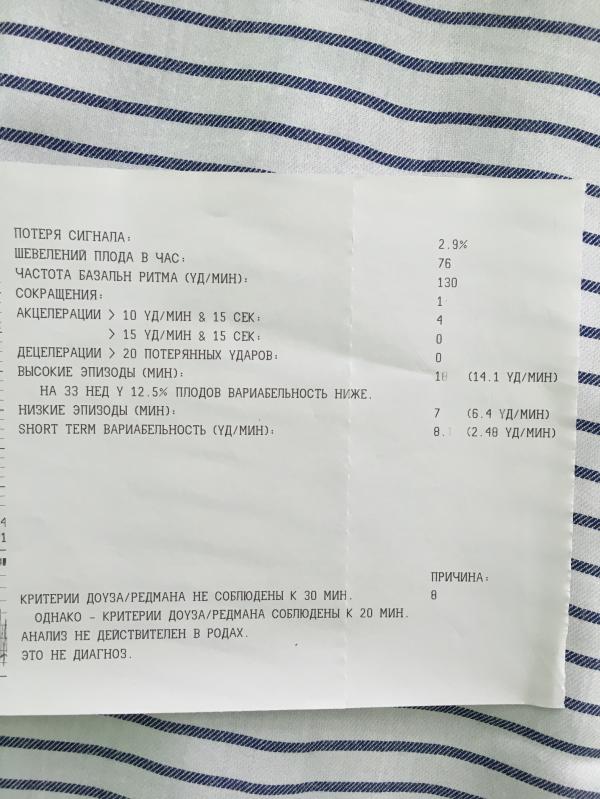 ПОТЕРЯ СИГНАЛА: 2.9%
ШЕВЕЛЕНИЙ ПЛОДА В ЧАС: 76
ЧАСТОТА БАЗАЛЬН РИТМА (УД/МИН): 130
СОКРАЩЕНИЯ: 1
АКЦЕЛЕРАЦИИ > 10 УД/МИН & 15 СЕК: 4
> 15 УД/МИН & 15 СЕК: 0
ДЕЦЕЛЕРАЦИИ > 20 ПОТЕРЯННЫХ УДАРОВ: 0
ВЫСОКИЕ ЭПИЗОДЫ (МИН): (14.1 УД/МИН)
НА 33 НЕД У 12.5% ПЛОДОВ ВАРИАБЕЛЬНОСТЬ НИЖЕ.
НИЗКИЕ ЭПИЗОДЫ (МИН): 7 (6.4 УД/МИН)
SHORT TERM ВАРИАБЕЛЬНОСТЬ (УД/МИН): (2.48 УД/МИН)
ПРИЧИНА:
КРИТЕРИИ ДОУЗА/РЕДМАНА НЕ СОБЛЮДЕНЫ К 30 МИН. 8
ОДНАКО - КРИТЕРИИ ДОУЗА/РЕДМАНА СОБЛЮДЕНЫ К 20 МИН.
АНАЛИЗ НЕ ДЕЙСТВИТЕЛЕН В РОДАХ.
ЭТО НЕ ДИАГНОЗ.